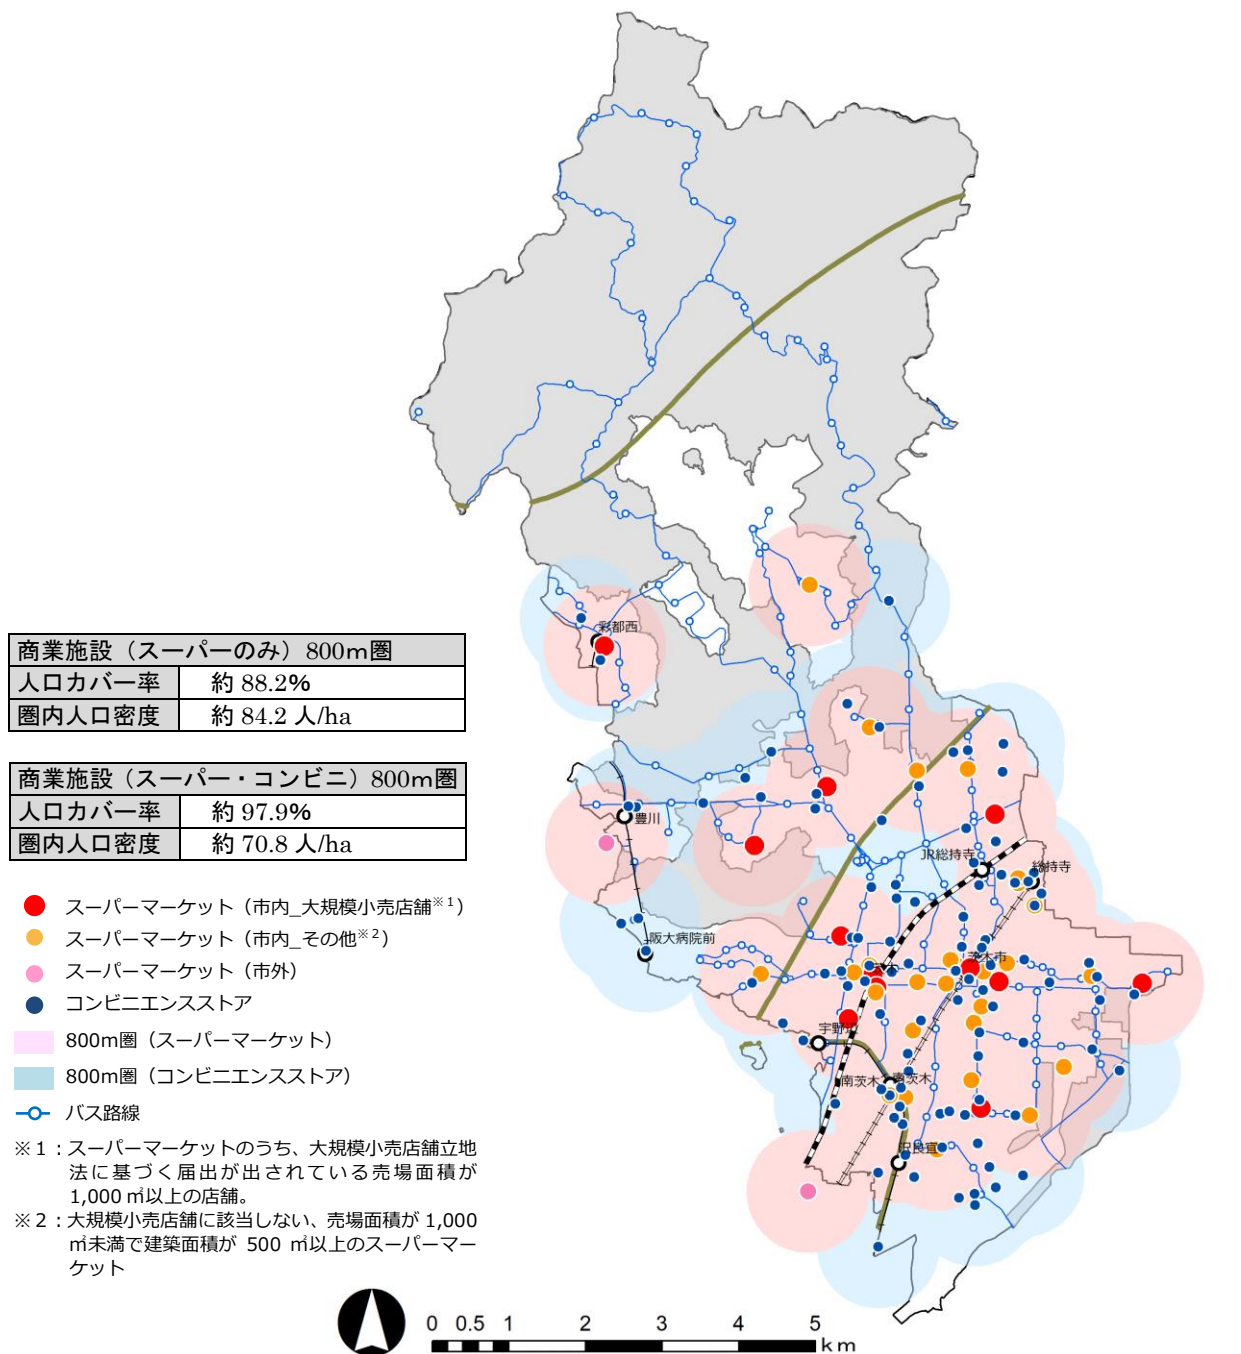 商業施設（スーパーのみ）800m圏
人口カバー率 約 88.2%
圏内人口密度 約 84.2 人/ha
商業施設（スーパー・コンビニ）800m圏
人口カバー率 約 97.9%
圏内人口密度 約 70.8 人/ha
スーパーマーケット（市内_大規模小売店舗※1）
スーパーマーケット（市内_その他※2）
スーパーマーケット（市外）
コンビニエンスストア
800m圏（スーパーマーケット）
800m圏（コンビニエンスストア）
バス路線
※１：スーパーマーケットのうち、大規模小売店舗立地
法に基づく届出が出されている売場面積が
1,000 ㎡以上の店舗。
※２：大規模小売店舗に該当しない、売場面積が 1,000
㎡未満で建築面積が 500 ㎡以上のスーパーマー
ケット
彩都西
豊川
阪大病院前
JR総持寺
総持寺
茨木市
宇野辺
南茨木
南茨木
沢良宜
0 0.5 1 2 3 4 5
km